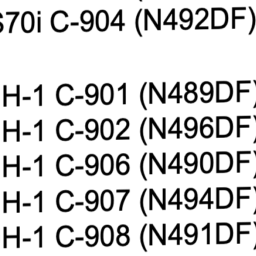 S70i C-904 (N492DF)
H-1 C-901 (N489DF)
H-1 C-902 (N496DF)
H-1 C-906 (N490DF)
H-1 C-907 (N494DF)
H-1 C-908 (N491DF)